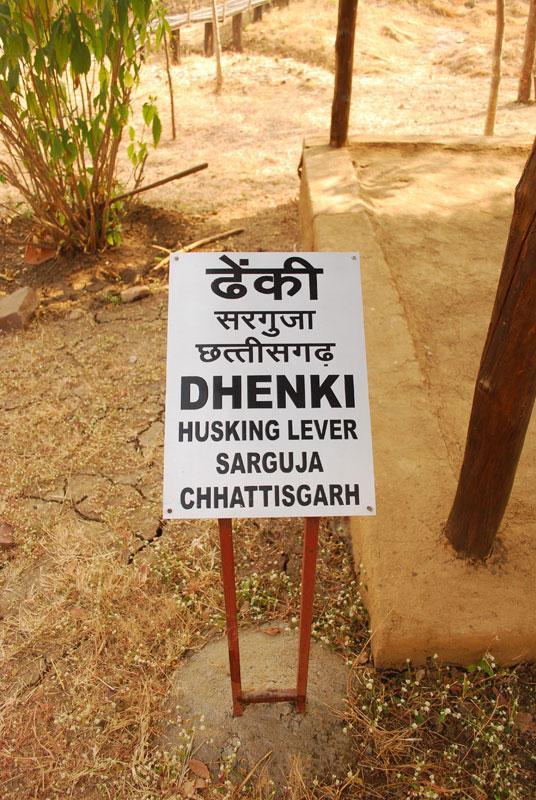 ढेंकी
सरगुजा
छत्तीसगढ़
DHENKI
HUSKING LEVER
SARGUJA
CHHATTISGARH